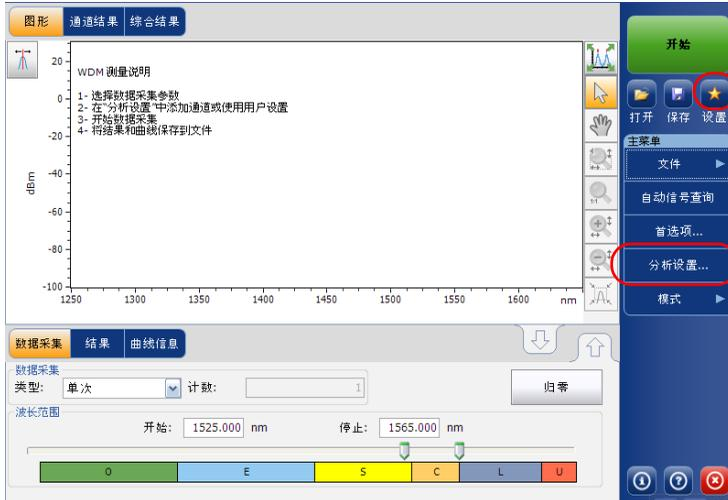 图形 通道结果 综合结果
开始
20
WDM 测量说明
1- 选择数据采集参数
2- 在"分析设置"中添加通道或使用用户设置
3- 开始数据采集
4- 将结果和曲线保存到文件
0
-20
-40
dBm
-60
-80
-100
1250 1300 1350 1400 1450 1500 1550 1600 nm
1:1
打开 保存 设置
主菜单
文件
自动信号查询
首选项...
分析设置...
模式
数据采集 结果 曲线信息
数据采集
类型: 单次 计数: 1 归零
波长范围
开始: 1525.000 nm 停止: 1565.000 nm
O E S C L U